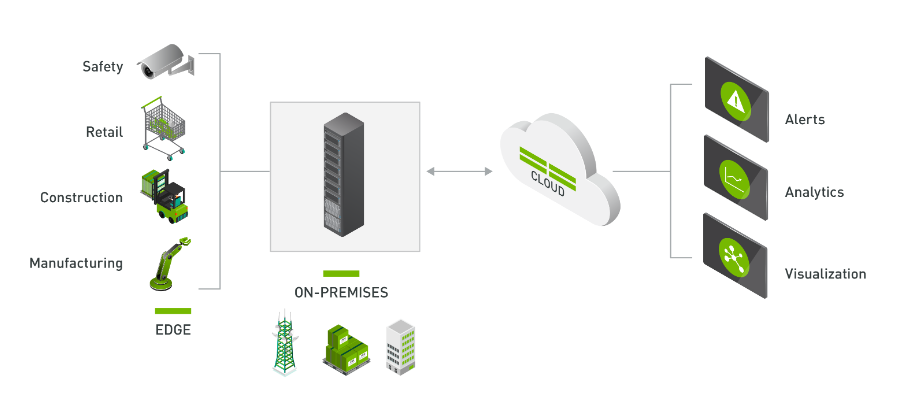 Safety
Retail
Construction
Manufacturing
EDGE
ON-PREMISES
CLOUD
Alerts
Analytics
Visualization